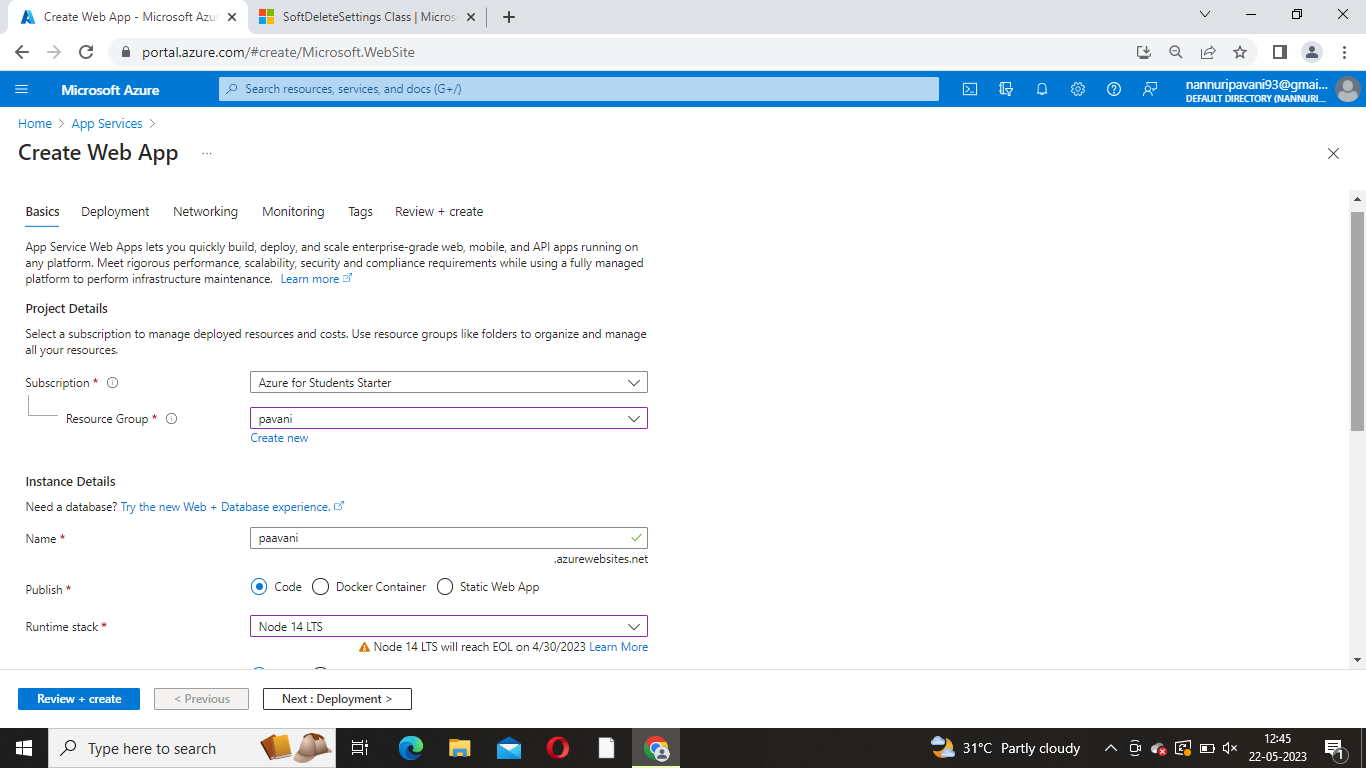 Create Web App - Microsoft Azu
SoftDeleteSettings Class | Micros
portal.azure.com/#create/Microsoft.WebSite
Microsoft Azure
Search resources, services, and docs (G+/)
nannuripavani93@gmai...
DEFAULT DIRECTORY (NANNURI...
Home > App Services >
Create Web App ...
Basics Deployment Networking Monitoring Tags Review + create
App Service Web Apps lets you quickly build, deploy, and scale enterprise-grade web, mobile, and API apps running on
any platform. Meet rigorous performance, scalability, security and compliance requirements while using a fully managed
platform to perform infrastructure maintenance. Learn more
Project Details
Select a subscription to manage deployed resources and costs. Use resource groups like folders to organize and manage
all your resources.
Subscription * Azure for Students Starter
Resource Group * pavani
Create new
Instance Details
Need a database? Try the new Web + Database experience.
Name * paavani
.azurewebsites.net
Publish * Code Docker Container Static Web App
Runtime stack * Node 14 LTS
Node 14 LTS will reach EOL on 4/30/2023 Learn More
Review + create < Previous Next : Deployment >
Type here to search
31°C Partly cloudy
12:45
22-05-2023
1